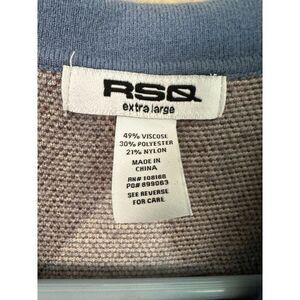 RSQ
extra large
49% VISCOSE
30% POLYESTER
21% NYLON
MADE IN
CHINA
RN# 108166
PO# 899063
SEE REVERSE
FOR CARE